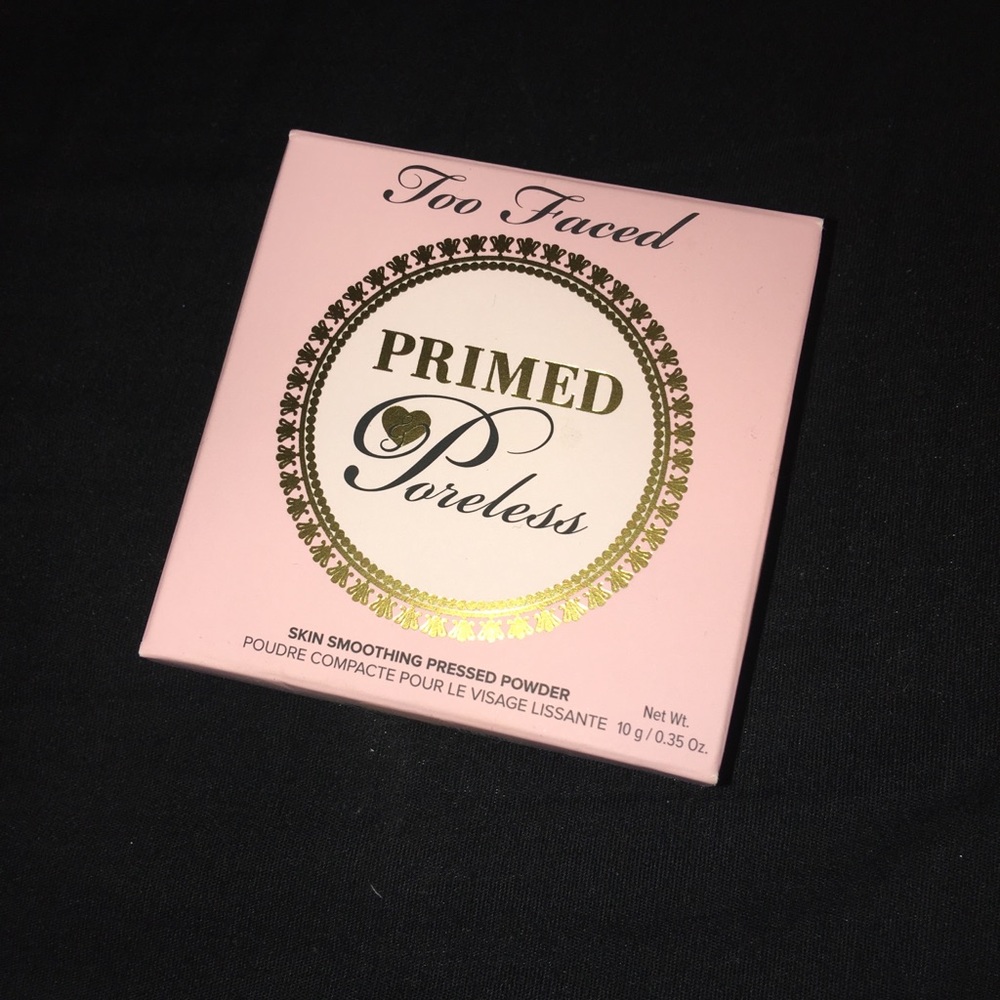 Too Faced
PRIMED
&
Poreless
SKIN SMOOTHING PRESSED POWDER
POUDRE COMPACTE POUR LE VISAGE LISSANTE
Net Wt.
10 g / 0.35 Oz.